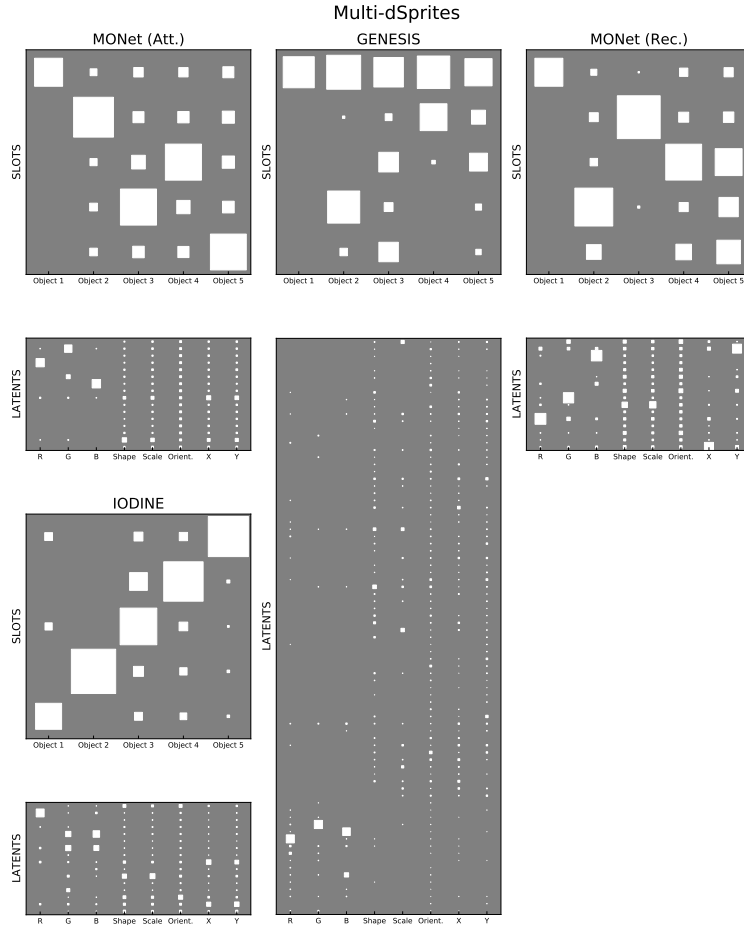 Multi-dSprites
MONet (Att.)
GENESIS
MONet (Rec.)
SLOTS
SLOTS
SLOTS
Object 1 Object 2 Object 3 Object 4 Object 5
Object 1 Object 2 Object 3 Object 4 Object 5
Object 1 Object 2 Object 3 Object 4 Object 5
LATENTS
LATENTS
R G B Shape Scale Orient. X Y
R G B Shape Scale Orient. X Y
IODINE
SLOTS
LATENTS
Object 1 Object 2 Object 3 Object 4 Object 5
LATENTS
R G B Shape Scale Orient. X Y
R G B Shape Scale Orient. X Y